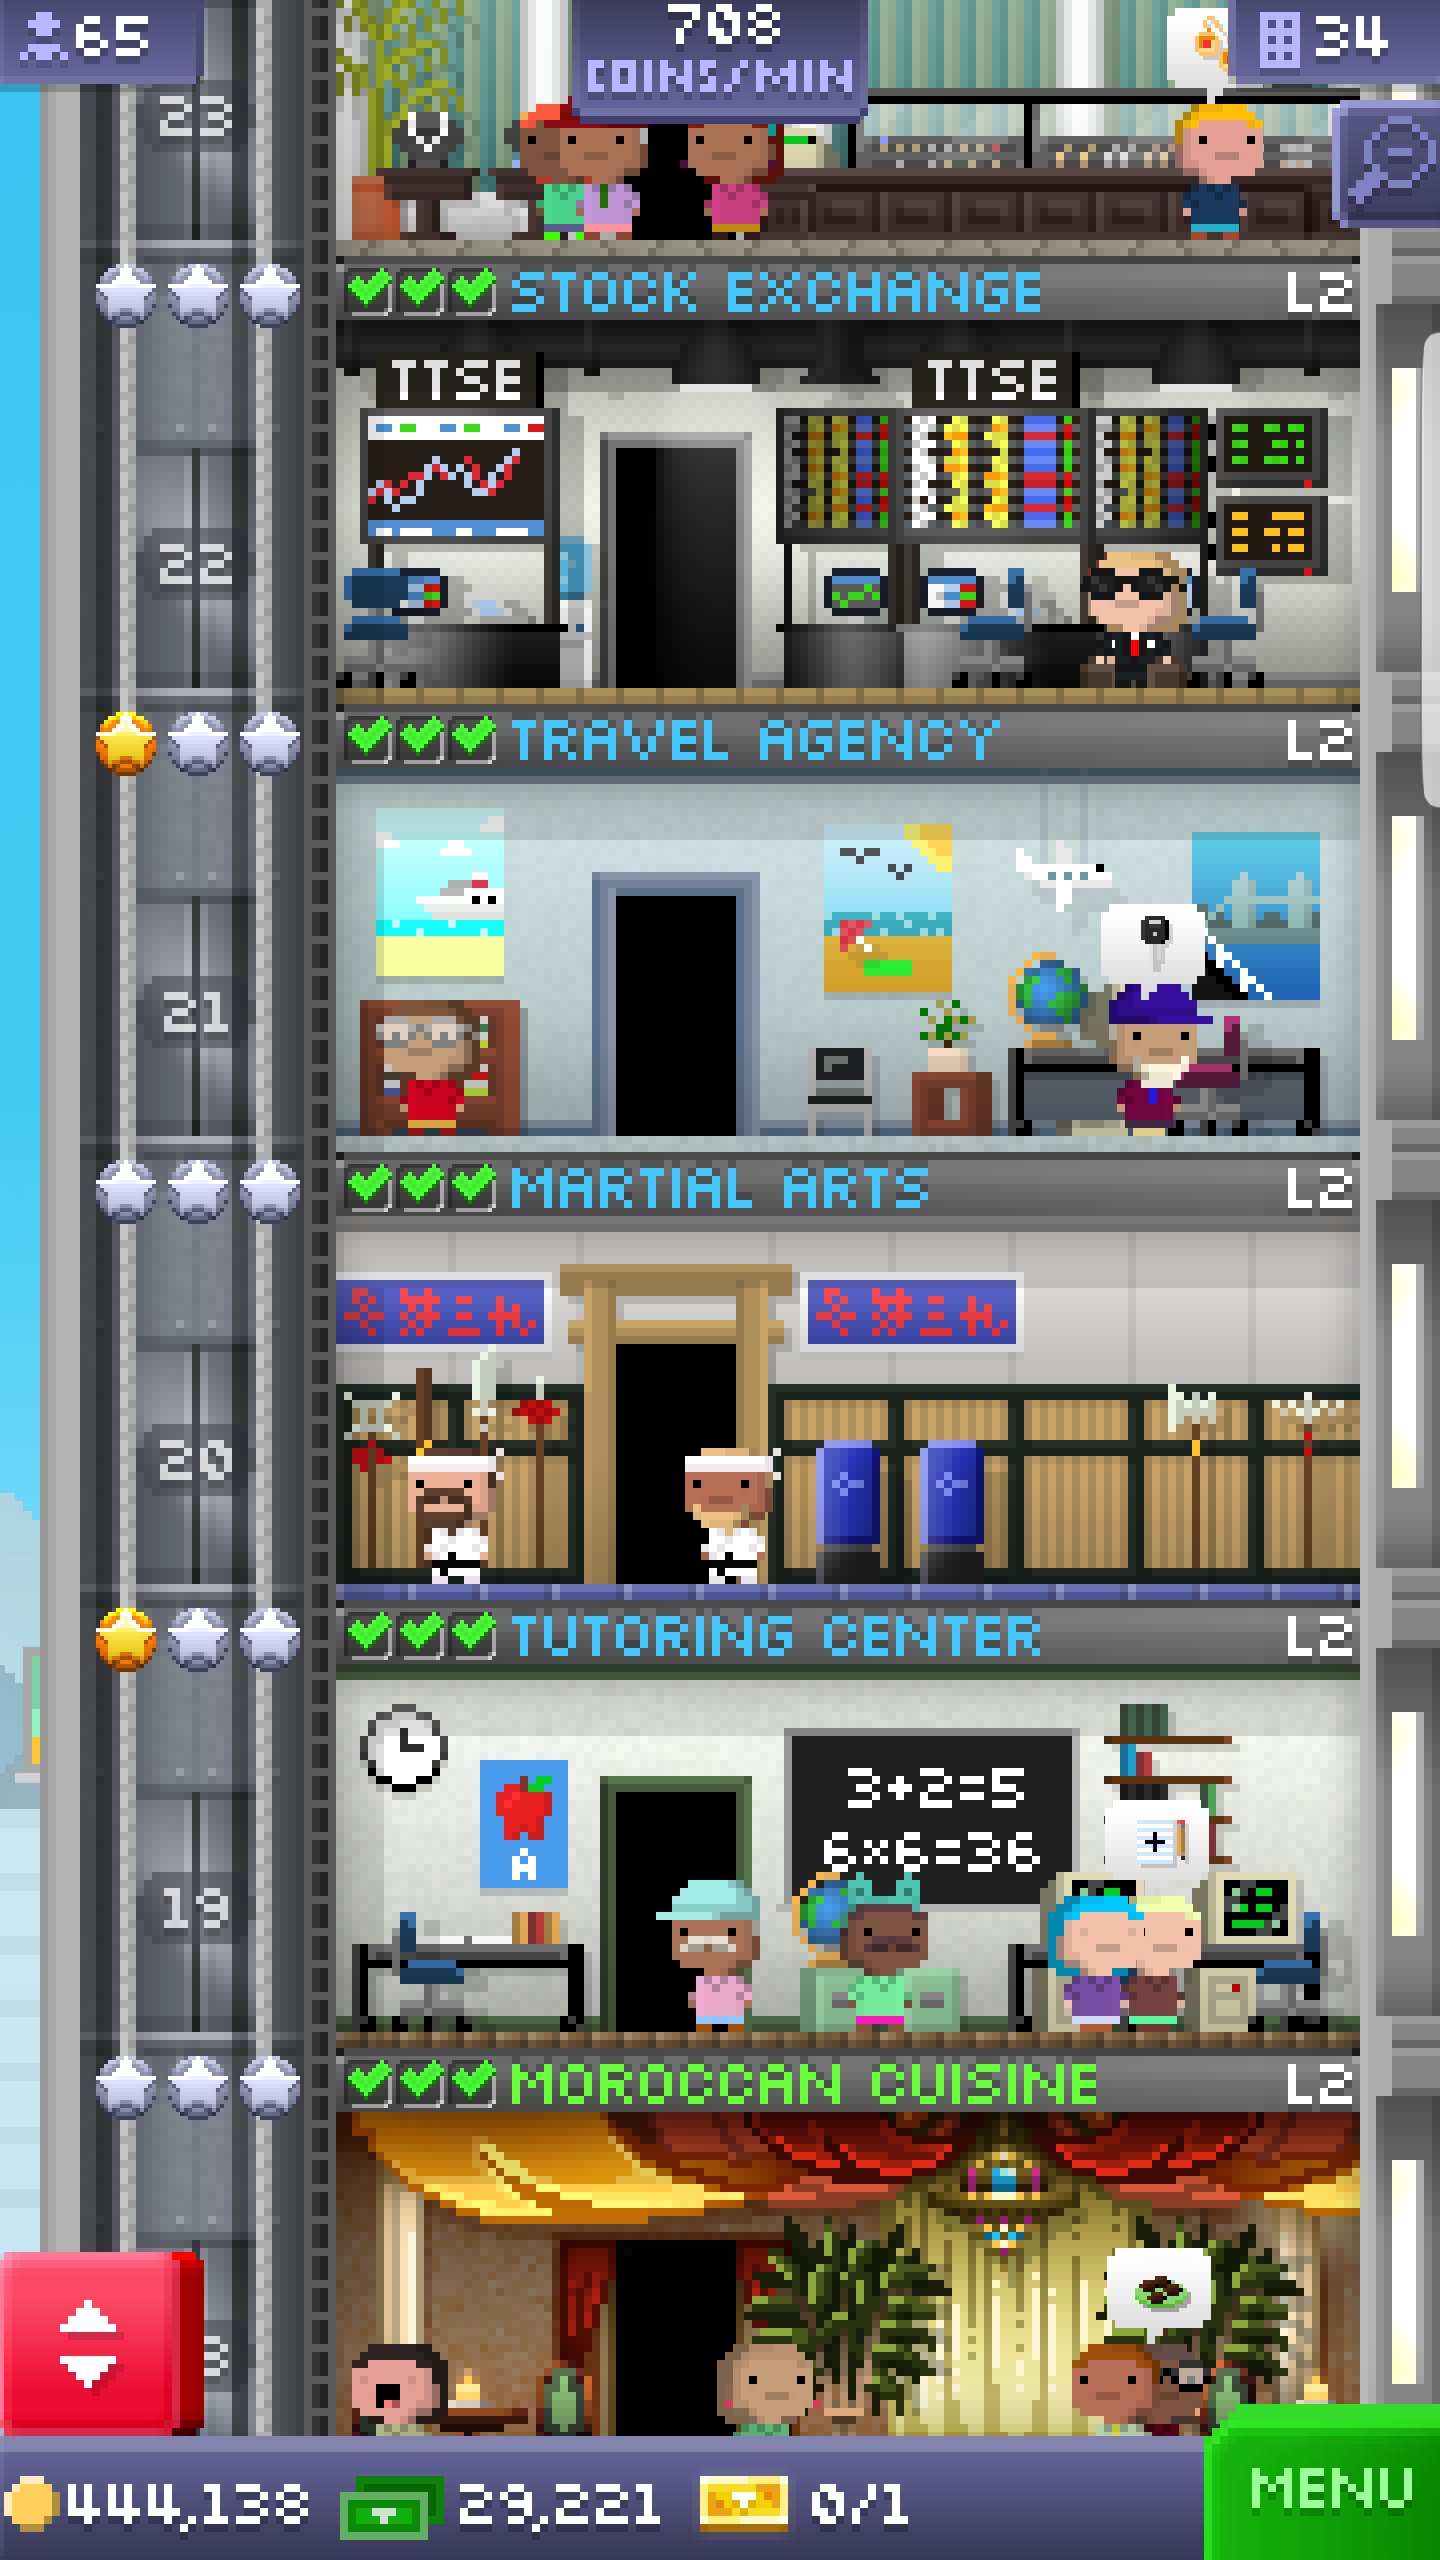 65
708
COINS/MIN
34
23
STOCK EXCHANGE L2
TTSE TTSE
22
TRAVEL AGENCY L2
21
MARTIAL ARTS L2
20
TUTORING CENTER L2
3+2=5
6×6=36
A
19
MOROCCAN CUISINE L2
444,138 29,221 0/1
MENU